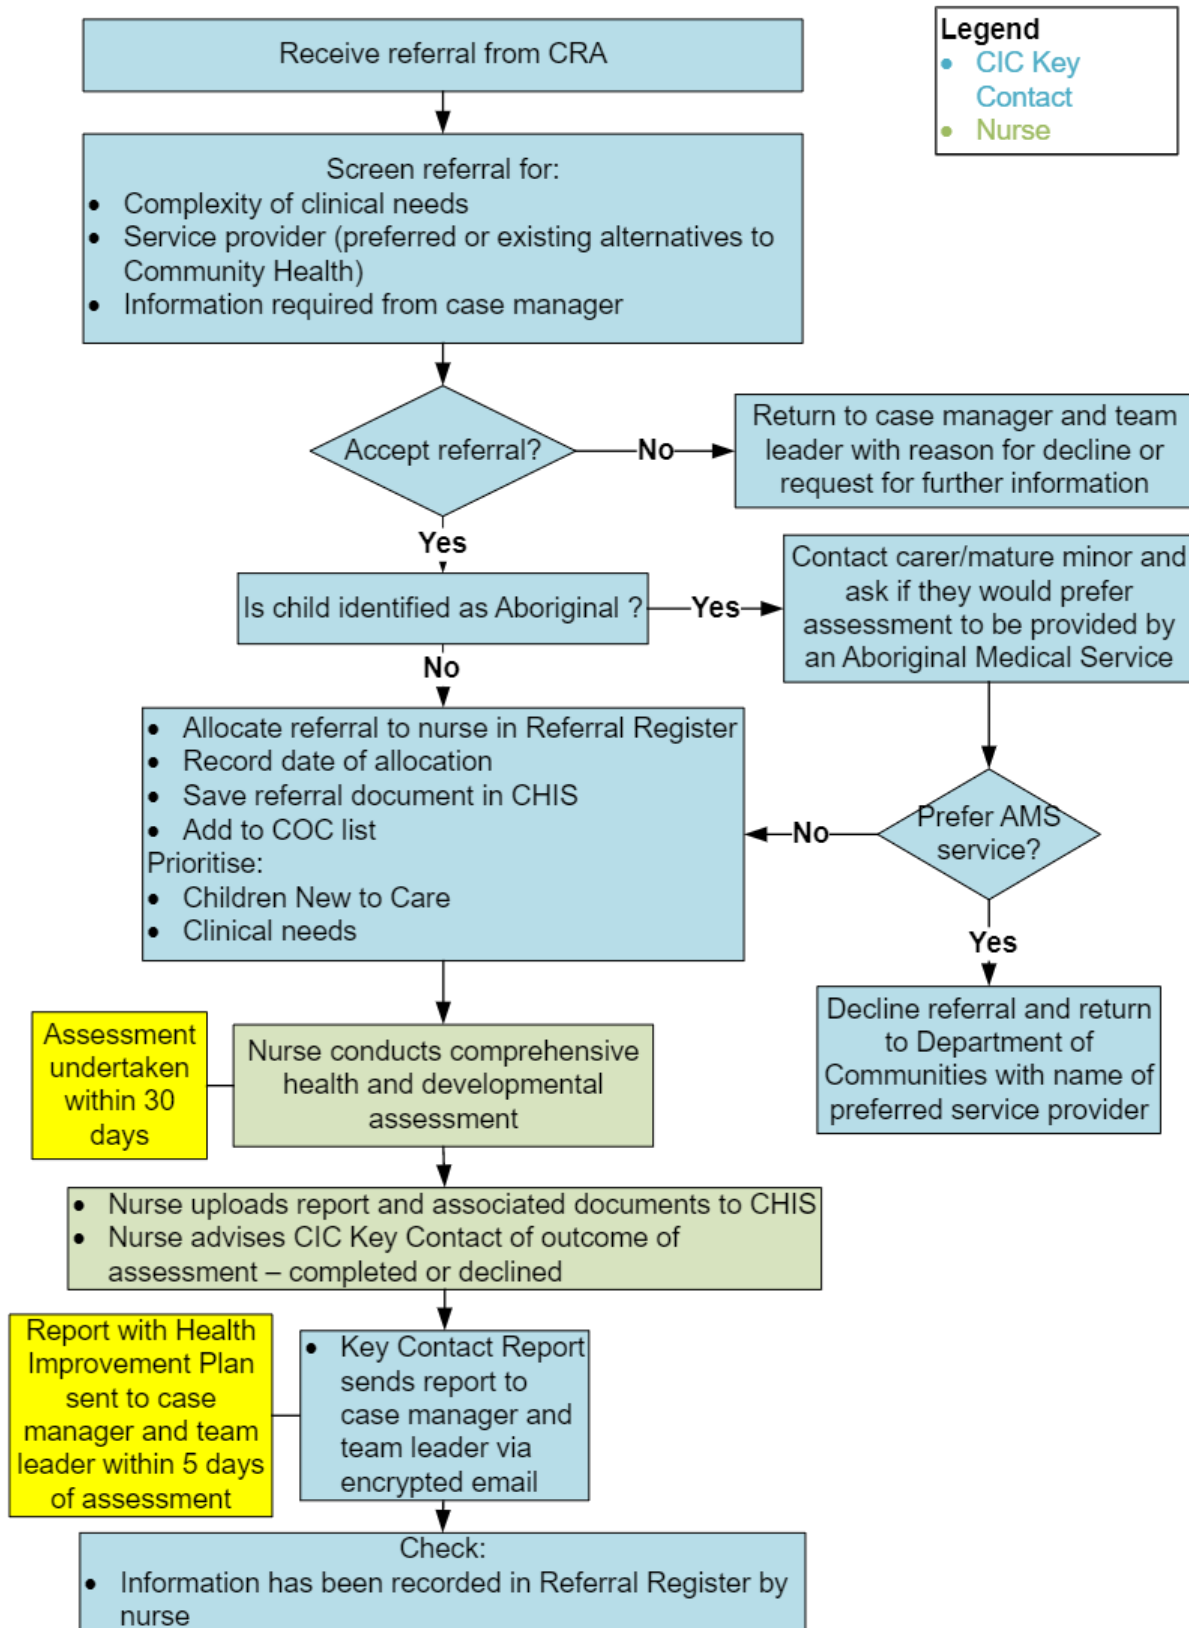 Receive referral from CRA
Legend
• CIC Key
Contact
• Nurse
Screen referral for:
• Complexity of clinical needs
• Service provider (preferred or existing alternatives to
Community Health)
• Information required from case manager
Accept referral?
No
Return to case manager and team
leader with reason for decline or
request for further information
Yes
Is child identified as Aboriginal ?
Yes
Contact carer/mature minor and
ask if they would prefer
assessment to be provided by
an Aboriginal Medical Service
No
• Allocate referral to nurse in Referral Register
• Record date of allocation
• Save referral document in CHIS
• Add to COC list
Prioritise:
• Children New to Care
• Clinical needs
Prefer AMS
service?
No
Yes
Decline referral and return
to Department of
Communities with name of
preferred service provider
Assessment
undertaken
within 30
days
Nurse conducts comprehensive
health and developmental
assessment
• Nurse uploads report and associated documents to CHIS
• Nurse advises CIC Key Contact of outcome of
assessment – completed or declined
Report with Health
Improvement Plan
sent to case
manager and team
leader within 5 days
of assessment
• Key Contact Report
sends report to
case manager and
team leader via
encrypted email
Check:
• Information has been recorded in Referral Register by
nurse